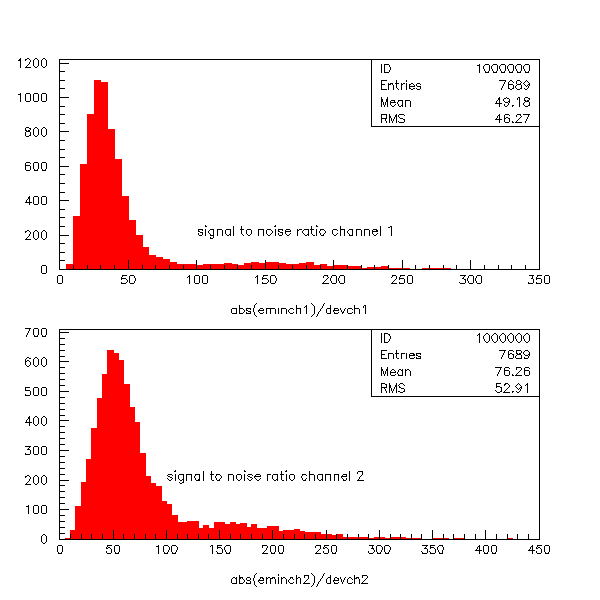 1200
1000
800
600
400
200
0
ID 1000000
Entries 7689
Mean 49.18
RMS 46.27
signal to noise ratio channel 1
0 50 100 150 200 250 300 350
abs(eminch1)/devch1
700
600
500
400
300
200
100
0
ID 1000000
Entries 7689
Mean 76.26
RMS 52.91
signal to noise ratio channel 2
0 50 100 150 200 250 300 350 400 450
abs(eminch2)/devch2